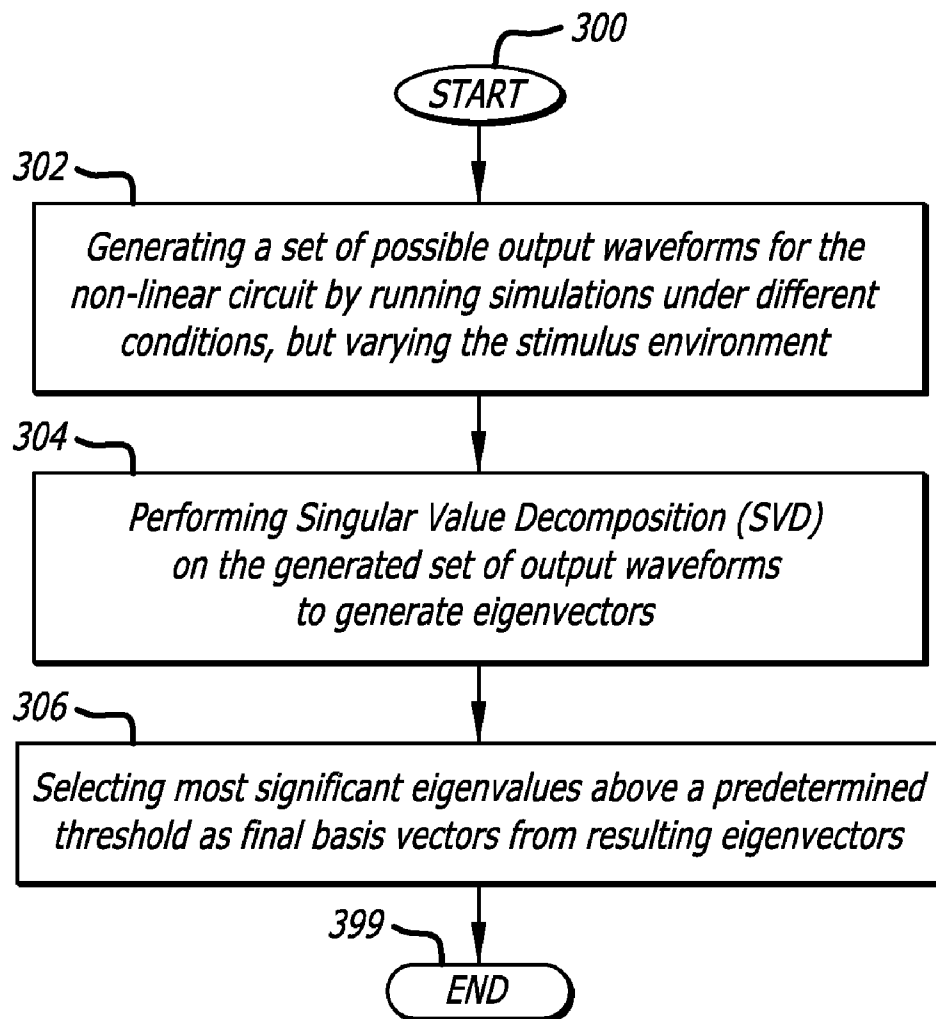 300
START
302
Generating a set of possible output waveforms for the
non-linear circuit by running simulations under different
conditions, but varying the stimulus environment
304
Performing Singular Value Decomposition (SVD)
on the generated set of output waveforms
to generate eigenvectors
306
Selecting most significant eigenvalues above a predetermined
threshold as final basis vectors from resulting eigenvectors
399
END